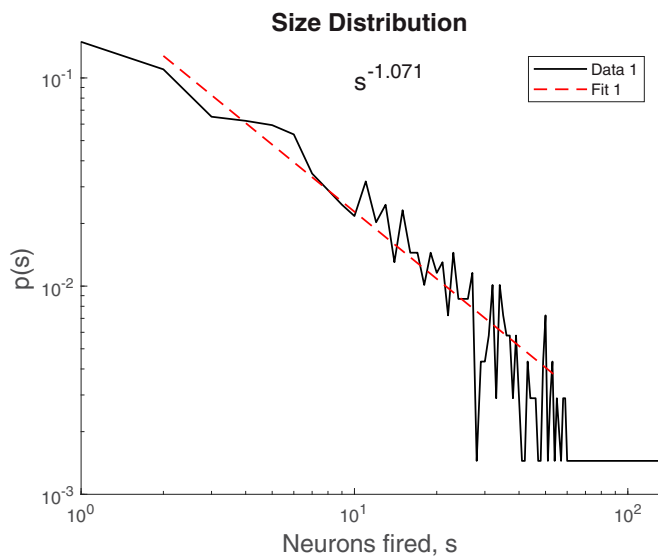 Size Distribution
s^-1.071
Data 1
Fit 1
p(s)
10^-1
10^-2
10^-3
10^0
10^1
10^2
Neurons fired, s